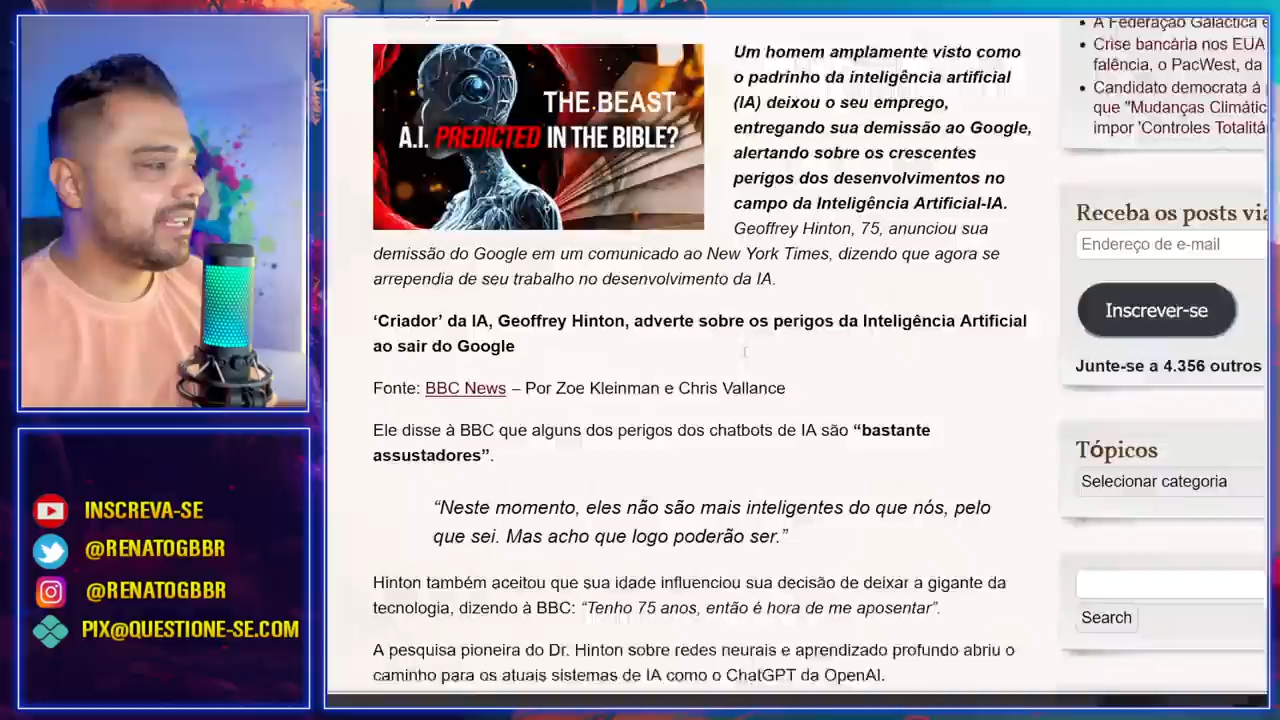 THE BEAST
A.I. PREDICTED IN THE BIBLE?
Um homem amplamente visto como
o padrinho da inteligência artificial
(IA) deixou o seu emprego,
entregando sua demissão ao Google,
alertando sobre os crescentes
perigos dos desenvolvimentos no
campo da Inteligência Artificial-IA.
Geoffrey Hinton, 75, anunciou sua
demissão do Google em um comunicado ao New York Times, dizendo que agora se
arrependia de seu trabalho no desenvolvimento da IA.
‘Criador’ da IA, Geoffrey Hinton, adverte sobre os perigos da Inteligência Artificial
ao sair do Google
Fonte: BBC News – Por Zoe Kleinman e Chris Vallance
Ele disse à BBC que alguns dos perigos dos chatbots de IA são “bastante
assustadores”.
“Neste momento, eles não são mais inteligentes do que nós, pelo
que sei. Mas acho que logo poderão ser.”
Hinton também aceitou que sua idade influenciou sua decisão de deixar a gigante da
tecnologia, dizendo à BBC: “Tenho 75 anos, então é hora de me aposentar”.
A pesquisa pioneira do Dr. Hinton sobre redes neurais e aprendizado profundo abriu o
caminho para os atuais sistemas de IA como o ChatGPT da OpenAI.
A Federação Galáctica e
Crise bancária nos EUA
falência, o PacWest, da
Candidato democrata à
que "Mudanças Climátic
impor 'Controles Totalitá
Receba os posts via
Endereço de e-mail
Inscrever-se
Junte-se a 4.356 outros
Tópicos
Selecionar categoria
Search
INSCREVA-SE
@RENATOGBBR
@RENATOGBBR
PIX@QUESTIONE-SE.COM